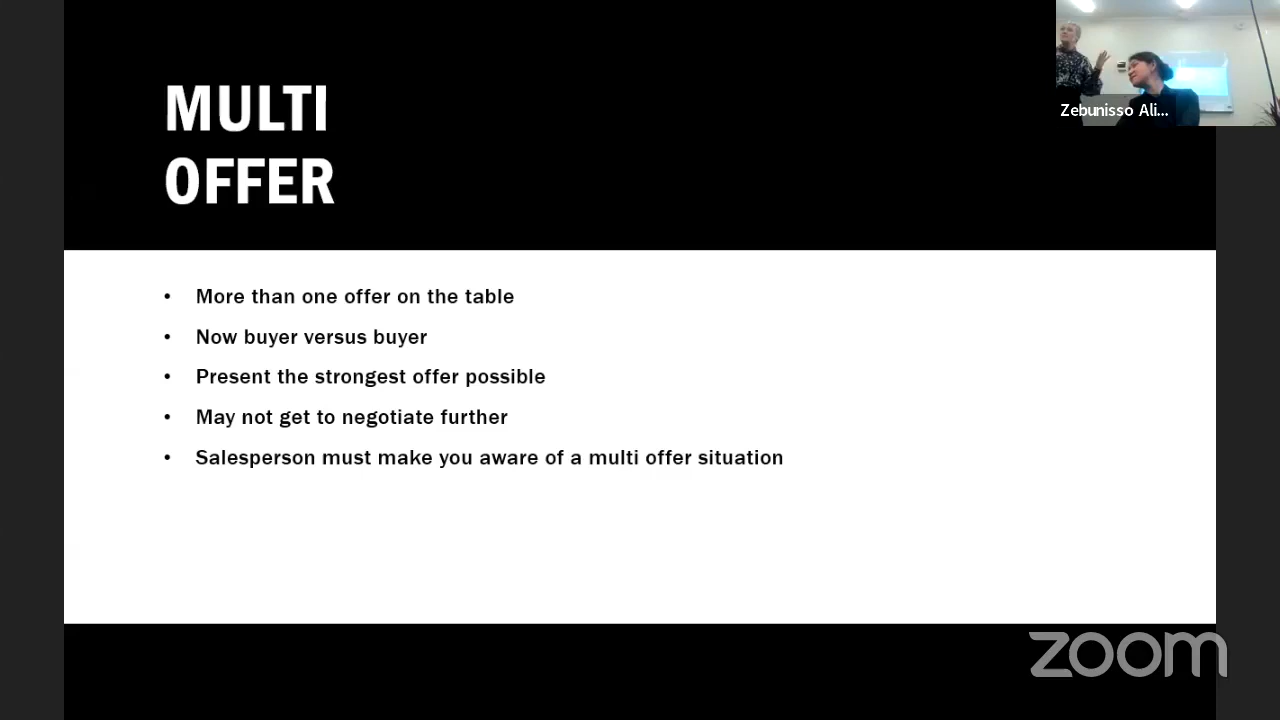 MULTI
OFFER
Zebunisso Ali...
• More than one offer on the table
• Now buyer versus buyer
• Present the strongest offer possible
• May not get to negotiate further
• Salesperson must make you aware of a multi offer situation
zoom